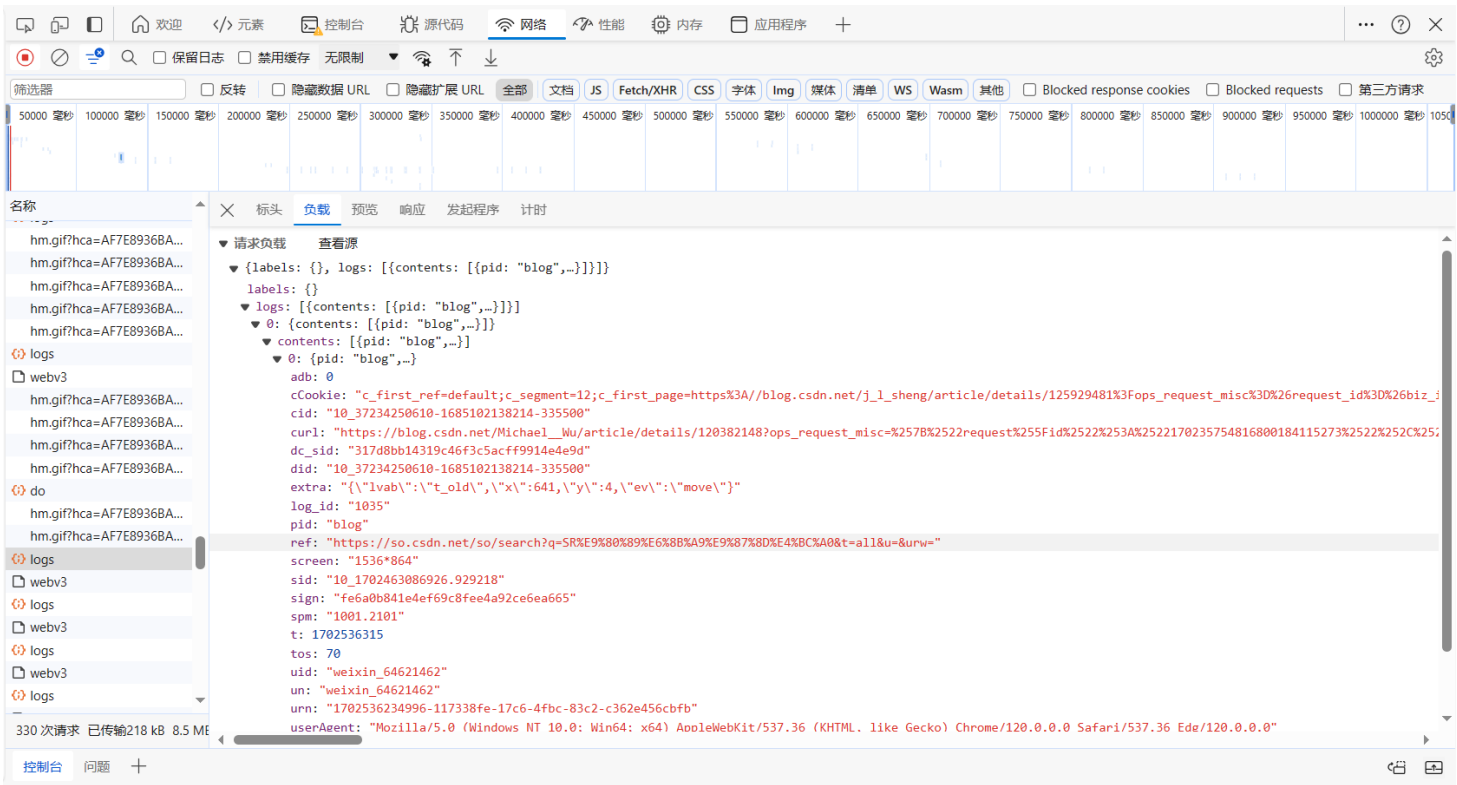 欢迎 </> 元素 控制台 源代码 网络 性能 内存 应用程序
保留日志 禁用缓存 无限制
筛选器 反转 隐藏数据 URL 隐藏扩展 URL 全部 文档 JS Fetch/XHR CSS 字体 Img 媒体 清单 WS Wasm 其他 Blocked response cookies Blocked requests 第三方请求
50000 毫秒 100000 毫秒 150000 毫秒 200000 毫秒 250000 毫秒 300000 毫秒 350000 毫秒 400000 毫秒 450000 毫秒 500000 毫秒 550000 毫秒 600000 毫秒 650000 毫秒 700000 毫秒 750000 毫秒 800000 毫秒 850000 毫秒 900000 毫秒 950000 毫秒 1000000 毫秒 1050
名称
hm.gif?hca=AF7E8936BA...
hm.gif?hca=AF7E8936BA...
hm.gif?hca=AF7E8936BA...
hm.gif?hca=AF7E8936BA...
hm.gif?hca=AF7E8936BA...
logs
webv3
hm.gif?hca=AF7E8936BA...
hm.gif?hca=AF7E8936BA...
hm.gif?hca=AF7E8936BA...
hm.gif?hca=AF7E8936BA...
do
hm.gif?hca=AF7E8936BA...
hm.gif?hca=AF7E8936BA...
logs
webv3
logs
webv3
logs
webv3
logs
330 次请求 已传输218 kB 8.5 ME
标头 负载 预览 响应 发起程序 计时
请求负载 查看源
{labels: {}, logs: [{contents: [{pid: "blog",…}]}]}
labels: {}
logs: [{contents: [{pid: "blog",…}]}]
0: {contents: [{pid: "blog",…}]}
contents: [{pid: "blog",…}]
0: {pid: "blog",…}
adb: 0
cCookie: "c_first_ref=default;c_segment=12;c_first_page=https%3A//blog.csdn.net/j_l_sheng/article/details/125929481%3Fops_request_misc%3D%26request_id%3D%26biz_i
cid: "10_37234250610-1685102138214-335500"
curl: "https://blog.csdn.net/Michael__Wu/article/details/120382148?ops_request_misc=%257B%2522request%255Fid%2522%253A%2522170235754816800184115273%2522%252C%252
dc_sid: "317d8bb14319c46f3c5acff9914e4e9d"
did: "10_37234250610-1685102138214-335500"
extra: "{\"lvab\":\"t_old\",\"x\":641,\"y\":4,\"ev\":\"move\"}"
log_id: "1035"
pid: "blog"
ref: "https://so.csdn.net/so/search?q=SR%E9%80%89%E6%8B%A9%E9%87%8D%E4%BC%A0&t=all&u=&urw="
screen: "1536*864"
sid: "10_1702463086926.929218"
sign: "fe6a0b841e4ef69c8fee4a92ce6ea665"
spm: "1001.2101"
t: 1702536315
tos: 70
uid: "weixin_64621462"
un: "weixin_64621462"
urn: "1702536234996-117338fe-17c6-4fbc-83c2-c362e456cbfb"
userAgent: "Mozilla/5.0 (Windows NT 10.0; Win64; x64) AppleWebKit/537.36 (KHTML, like Gecko) Chrome/120.0.0.0 Safari/537.36 Edg/120.0.0.0"
控制台 问题